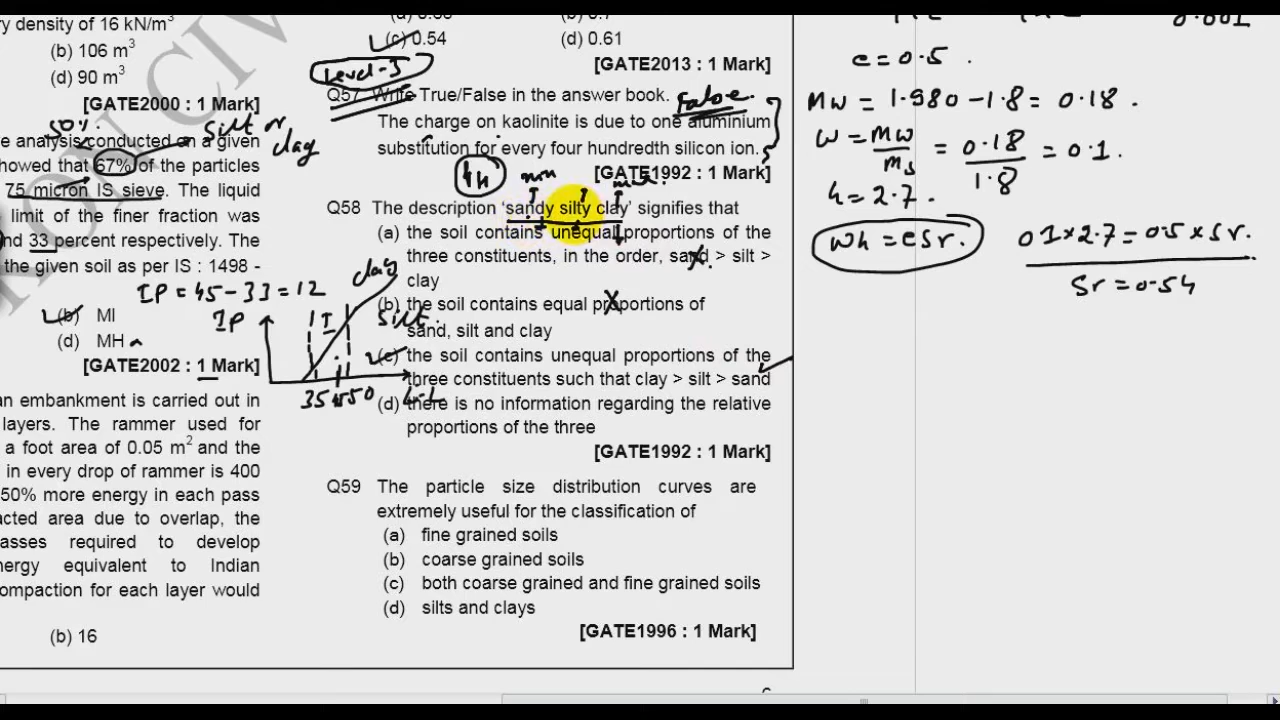 ry density of 16 kN/m³
(b) 106 m³
(d) 90 m³
[GATE2000 : 1 Mark]
50%
silt or
clay
e analysis conducted on a given
howed that 67% of the particles
75 micron IS sieve. The liquid
limit of the finer fraction was
nd 33 percent respectively. The
the given soil as per IS : 1498 -
IP = 45 - 33 = 12
(b) MI
(d) MH
[GATE2002 : 1 Mark]
IP
I
clay
silt.
35
50
L.L
an embankment is carried out in
layers. The rammer used for
a foot area of 0.05 m² and the
in every drop of rammer is 400
50% more energy in each pass
acted area due to overlap, the
asses required to develop
nergy equivalent to Indian
ompaction for each layer would
(b) 16
(c) 0.54
(d) 0.61
[GATE2013 : 1 Mark]
Level-3
Q57 Write True/False in the answer book.
False.
The charge on kaolinite is due to one aluminium
substitution for every four hundredth silicon ion.
[GATE1992 : 1 Mark]
min
Q58 The description 'sandy silty clay' signifies that
(a) the soil contains unequal proportions of the
three constituents, in the order, sand > silt >
clay
(b) the soil contains equal proportions of
sand, silt and clay
(c) the soil contains unequal proportions of the
three constituents such that clay > silt > sand
(d) there is no information regarding the relative
proportions of the three
[GATE1992 : 1 Mark]
Q59 The particle size distribution curves are
extremely useful for the classification of
(a) fine grained soils
(b) coarse grained soils
(c) both coarse grained and fine grained soils
(d) silts and clays
[GATE1996 : 1 Mark]
0.001
e = 0.5
Mw = 1.980 - 1.8 = 0.18.
w = Mw/Ms = 0.18/1.8 = 0.1.
h = 2.7.
wh = esr.
01 × 2.7 = 0.5 × sr.
Sr = 0.54